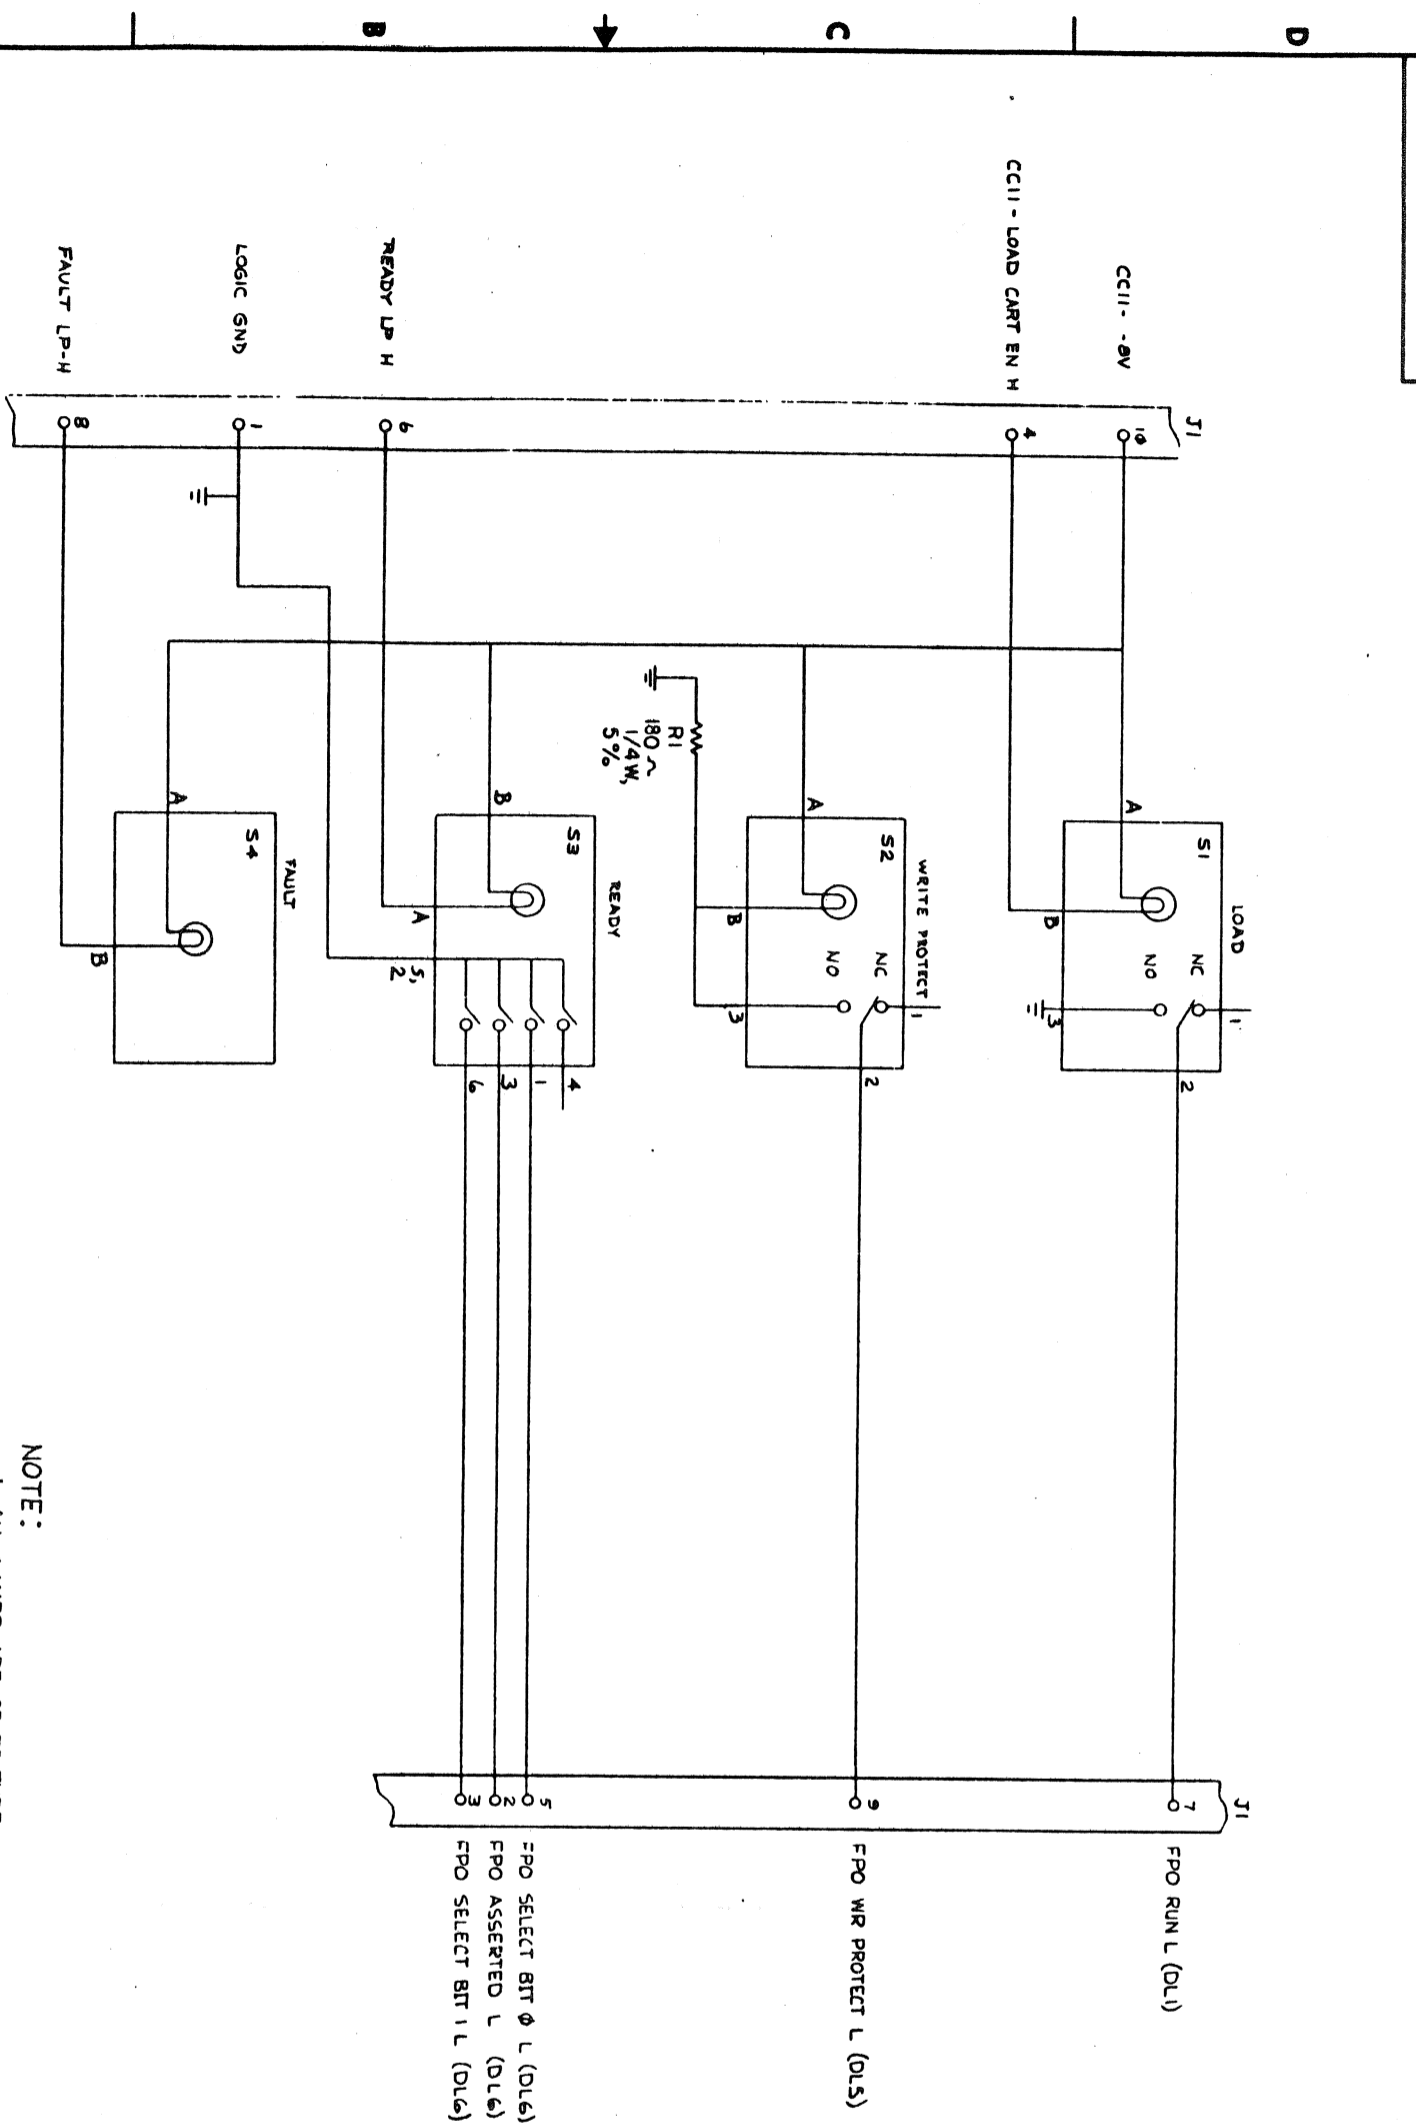 D
C
B
J1
CC11- -8V
10
CC11 - LOAD CART EN H
4
READY LP H
6
LOGIC GND
1
FAULT LP-H
8
LOAD
S1
A
B
NC
NO
1
2
3
WRITE PROTECT
S2
A
B
NC
NO
1
2
3
R1
180
1/4W,
5%
READY
S3
B
A
5,
2
4
1
3
6
FAULT
S4
A
B
J1
7
FPO RUN L (DL1)
9
FPO WR PROTECT L (DL5)
5
FPO SELECT BIT Ø L (DL6)
2
FPO ASSERTED L (DL6)
3
FPO SELECT BIT 1 L (DL6)
NOTE: